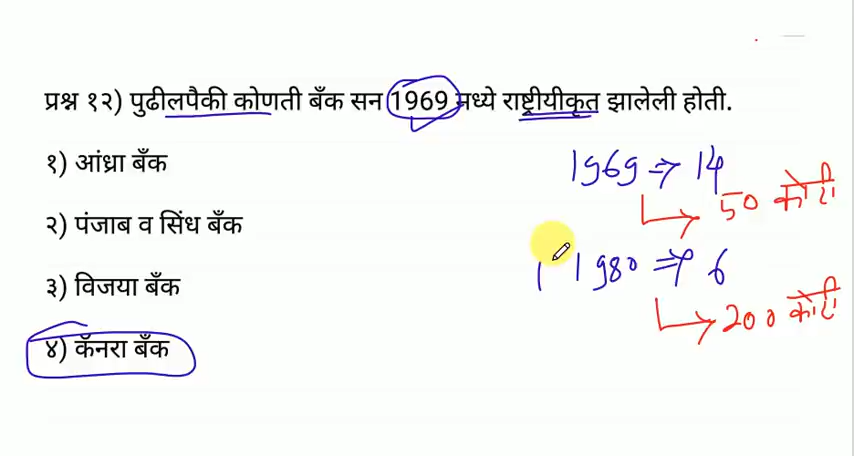 प्रश्न १२) पुढीलपैकी कोणती बँक सन 1969 मध्ये राष्ट्रीयीकृत झालेली होती.
१) आंध्रा बँक
२) पंजाब व सिंध बँक
३) विजया बँक
४) कॅनरा बँक
1969 ⇒ 14
50 कोटी
1 1980 ⇒ 6
200 कोटी